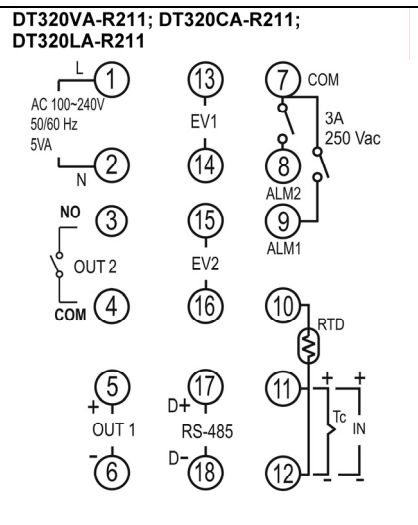 DT320VA-R211; DT320CA-R211;
DT320LA-R211
L
1
13
7
COM
AC 100~240V
50/60 Hz
5VA
EV1
3A
250 Vac
N
2
14
8
ALM2
NO
3
15
9
ALM1
OUT 2
EV2
COM
4
16
10
RTD
5
17
11
+
+
+
D+
OUT 1
RS-485
Tc
IN
-
6
D-
18
12
-
-